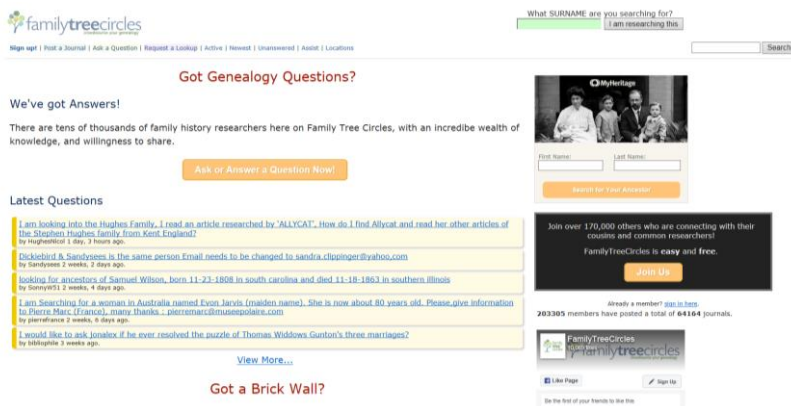 familytreecircles
What SURNAME are you searching for?
I am researching this
Sign up! | Post a Journal | Ask a Question | Request a Lookup | Active | Newest | Unanswered | Assist | Locations
Search
Got Genealogy Questions?
We've got Answers!
There are tens of thousands of family history researchers here on Family Tree Circles, with an incredibe wealth of
knowledge, and willingness to share.
Ask or Answer a Question Now!
Latest Questions
I am looking into the Hughes Family, I read an article researched by 'ALLYCAT', How do I find Allycat and read her other articles of
the Stephen Hughes family from Kent England?
by HughesNicol 1 day, 3 hours ago.
Dickiebird & Sandysees is the same person Email needs to be changed to sandra.clippinger@yahoo,com
by Sandysees 2 weeks, 2 days ago.
looking for ancestors of Samuel Wilson, born 11-23-1808 in south carolina and died 11-18-1863 in southern illinois
by SonnyW51 2 weeks, 4 days ago.
I am Searching for a woman in Australia named Evon Jarvis (maiden name). She is now about 80 years old. Please,give information
to Pierre Marc (France), many thanks : pierremarc@museepolaire.com
by pierrefrance 2 weeks, 6 days ago.
I would like to ask jonalex if he ever resolved the puzzle of Thomas Widdows Gunton's three marriages?
by bibliophile 3 weeks ago.
View More...
Got a Brick Wall?
MyHeritage
First Name:
Last Name:
Search for Your Ancestor
Join over 170,000 others who are connecting with their
cousins and common researchers!
FamilyTreeCircles is easy and free.
Join Us
Already a member? sign in here.
203305 members have posted a total of 64164 journals.
FamilyTreeCircles
familytreecircles
Like Page
Sign Up
Be the first of your friends to like this